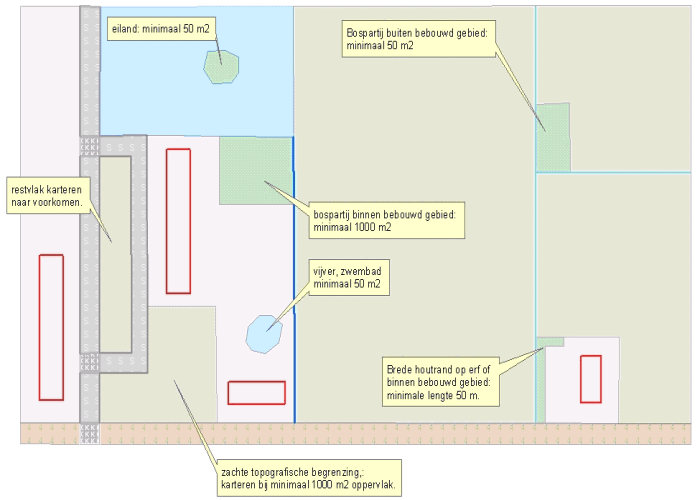 eiland: minimaal 50 m2
Bospartij buiten bebouwd gebied:
minimaal 50 m2
restvlak karteren
naar voorkomen.
bospartij binnen bebouwd gebied:
minimaal 1000 m2
vijver, zwembad
minimaal 50 m2
Brede houtrand op erf of
binnen bebouwd gebied:
minimale lengte 50 m.
zachte topografische begrenzing,:
karteren bij minimaal 1000 m2 oppervlak.